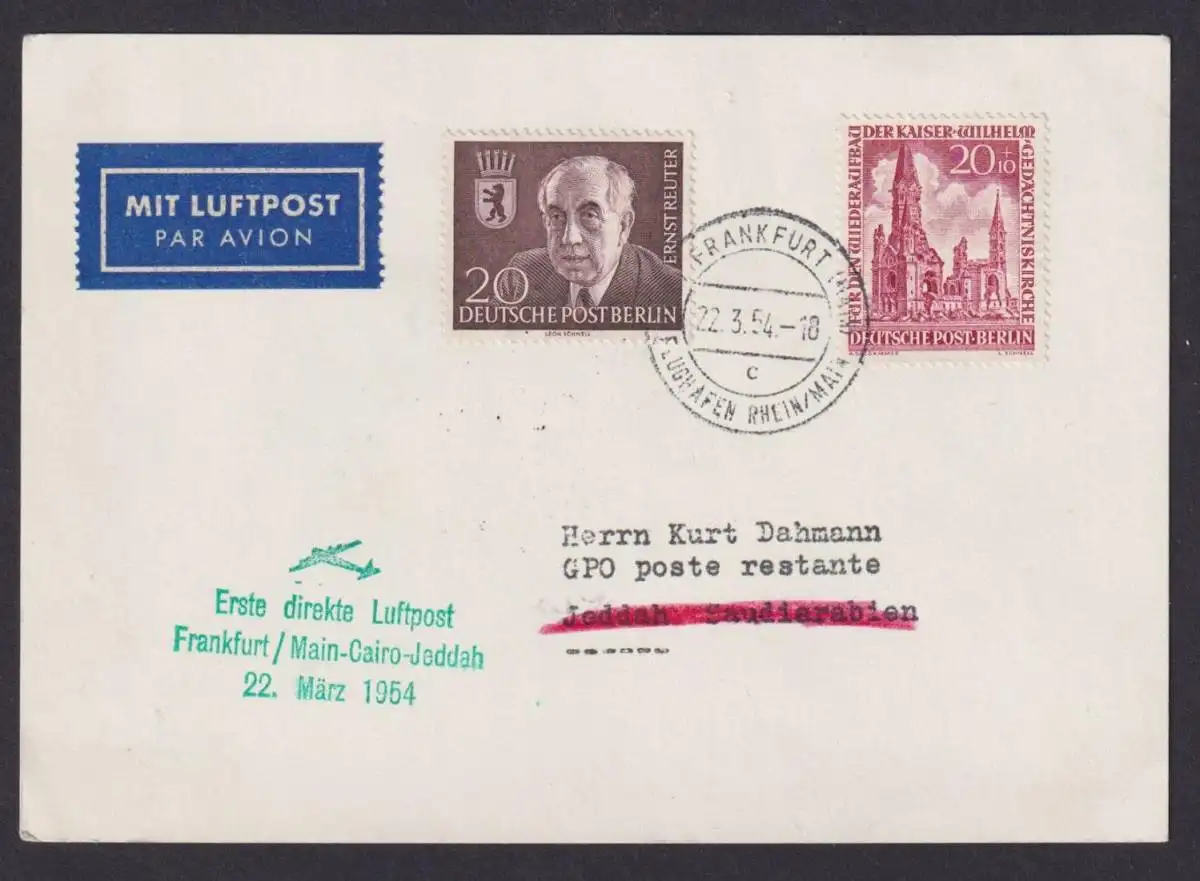 MIT LUFTPOST
PAR AVION
ERNST REUTER
20
DEUTSCHE POST BERLIN
LEON SCHNELL
FÜR DEN WIEDERAUFBAU
DER KAISER-WILHELM-
GEDÄCHTNISKIRCHE
20+10
DEUTSCHE POST·BERLIN
L. SCHNELL
FRANKFURT
22.3.54.-18
c
FLUGHAFEN RHEIN/MAIN
Herrn Kurt Dahmann
GPO poste restante
Jeddah Saudiarabien
Erste direkte Luftpost
Frankfurt/Main-Cairo-Jeddah
22. März 1954